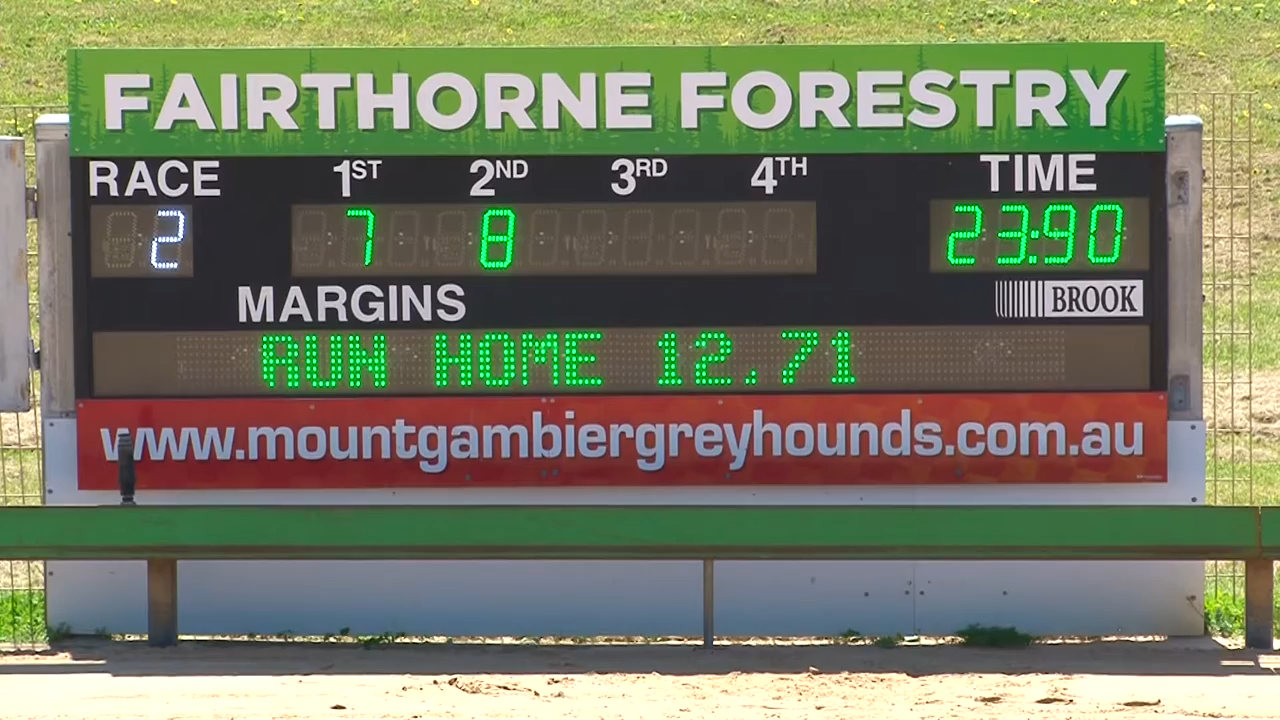 FAIRTHORNE FORESTRY
RACE 1ST 2ND 3RD 4TH TIME
2 7 8 23:90
MARGINS BROOK
RUN HOME 12.71
www.mountgambiergreyhounds.com.au